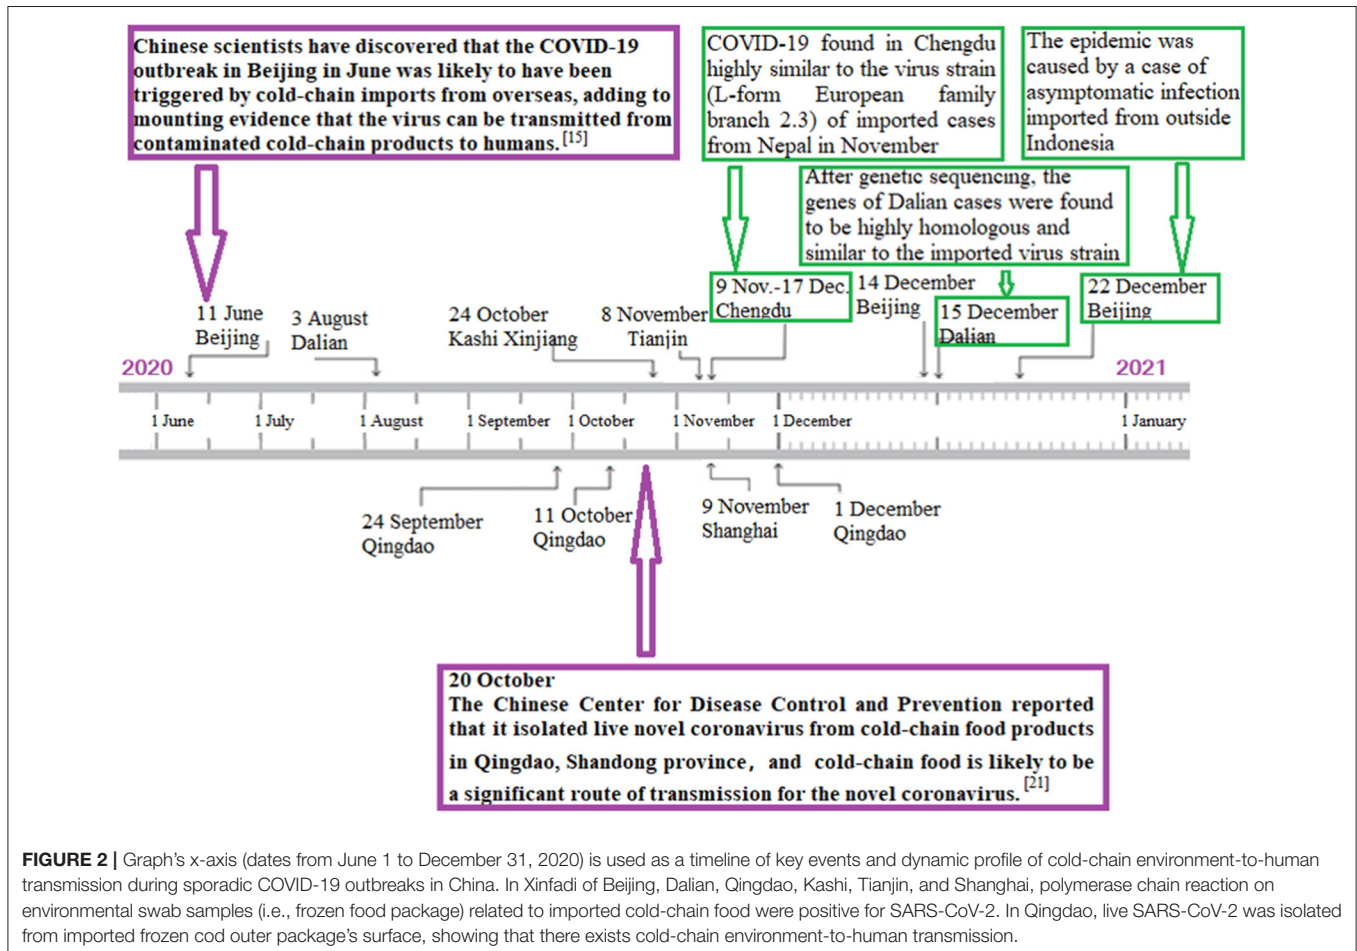 Chinese scientists have discovered that the COVID-19
outbreak in Beijing in June was likely to have been
triggered by cold-chain imports from overseas, adding to
mounting evidence that the virus can be transmitted from
contaminated cold-chain products to humans.[15]
COVID-19 found in Chengdu
highly similar to the virus strain
(L-form European family
branch 2.3) of imported cases
from Nepal in November
The epidemic was
caused by a case of
asymptomatic infection
imported from outside
Indonesia
After genetic sequencing, the
genes of Dalian cases were found
to be highly homologous and
similar to the imported virus strain
11 June
Beijing
3 August
Dalian
24 October
Kashi Xinjiang
8 November
Tianjin
9 Nov.-17 Dec.
Chengdu
14 December
Beijing
15 December
Dalian
22 December
Beijing
2020
2021
1 June
1 July
1 August
1 September
1 October
1 November
1 December
1 January
24 September
Qingdao
11 October
Qingdao
9 November
Shanghai
1 December
Qingdao
20 October
The Chinese Center for Disease Control and Prevention reported
that it isolated live novel coronavirus from cold-chain food products
in Qingdao, Shandong province, and cold-chain food is likely to be
a significant route of transmission for the novel coronavirus.[21]
FIGURE 2 | Graph's x-axis (dates from June 1 to December 31, 2020) is used as a timeline of key events and dynamic profile of cold-chain environment-to-human
transmission during sporadic COVID-19 outbreaks in China. In Xinfadi of Beijing, Dalian, Qingdao, Kashi, Tianjin, and Shanghai, polymerase chain reaction on
environmental swab samples (i.e., frozen food package) related to imported cold-chain food were positive for SARS-CoV-2. In Qingdao, live SARS-CoV-2 was isolated
from imported frozen cod outer package's surface, showing that there exists cold-chain environment-to-human transmission.